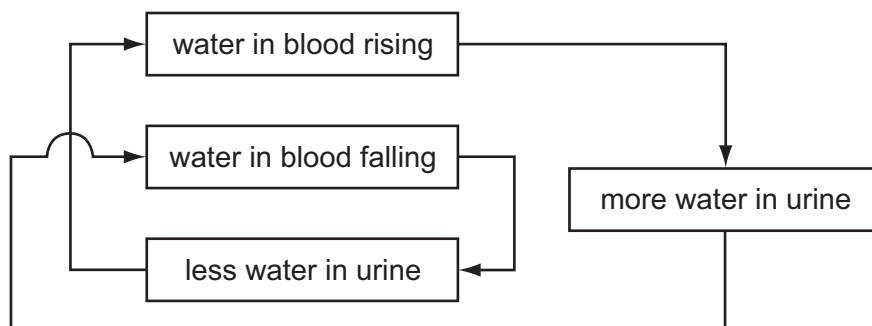 water in blood rising
water in blood falling
more water in urine
less water in urine